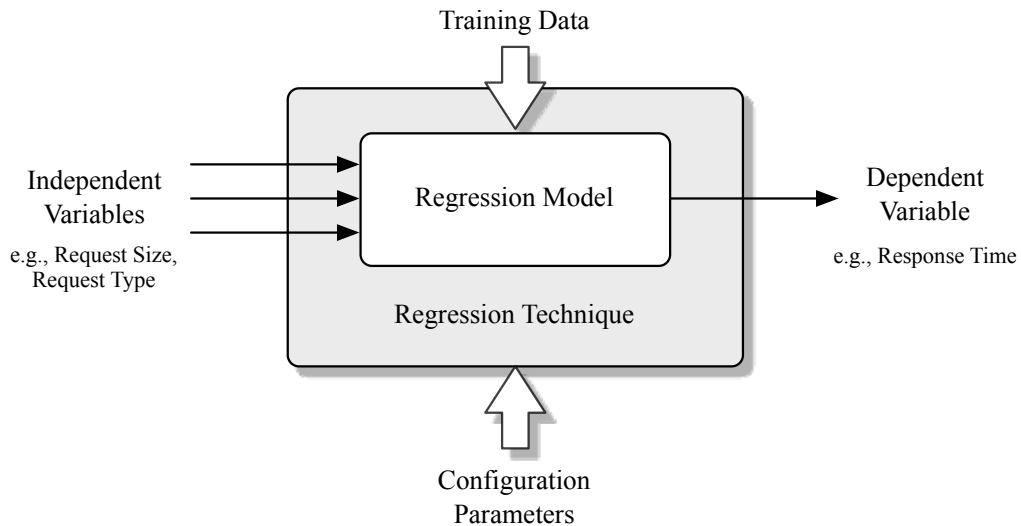 Training Data
Independent
Variables
e.g., Request Size,
Request Type
Regression Model
Regression Technique
Dependent
Variable
e.g., Response Time
Configuration
Parameters